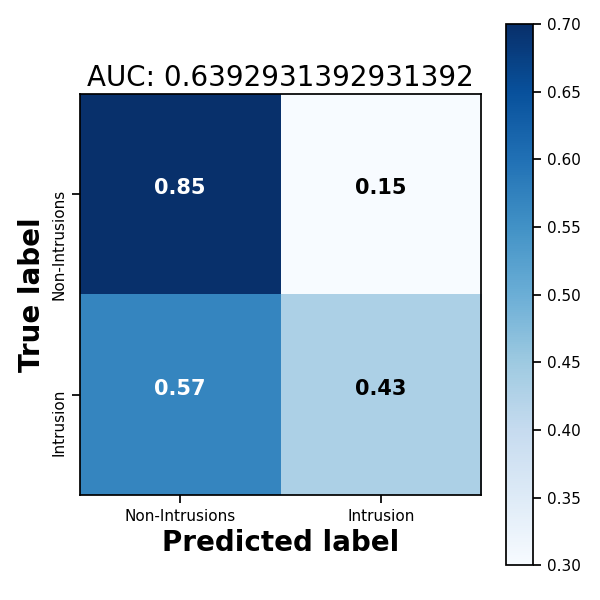 AUC: 0.6392931392931392
True label
Non-Intrusions
Intrusion
0.85
0.15
0.57
0.43
Non-Intrusions
Intrusion
Predicted label
0.70
0.65
0.60
0.55
0.50
0.45
0.40
0.35
0.30